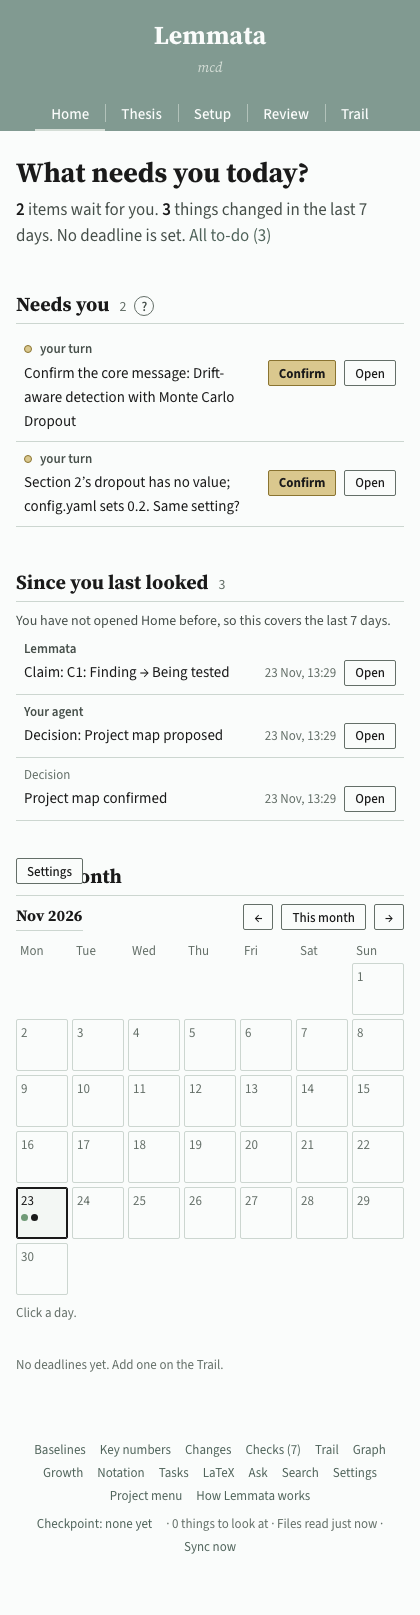 Lemmata
mcd
Home Thesis Setup Review Trail
What needs you today?
2 items wait for you. 3 things changed in the last 7
days. No deadline is set. All to-do (3)
Needs you 2 ?
your turn
Confirm the core message: Drift-
aware detection with Monte Carlo
Dropout
Confirm Open
your turn
Section 2’s dropout has no value;
config.yaml sets 0.2. Same setting?
Confirm Open
Since you last looked 3
You have not opened Home before, so this covers the last 7 days.
Lemmata
Claim: C1: Finding → Being tested 23 Nov, 13:29 Open
Your agent
Decision: Project map proposed 23 Nov, 13:29 Open
Decision
Project map confirmed 23 Nov, 13:29 Open
Settings onth
Nov 2026 ← This month →
Mon Tue Wed Thu Fri Sat Sun
1
2 3 4 5 6 7 8
9 10 11 12 13 14 15
16 17 18 19 20 21 22
23 24 25 26 27 28 29
30
Click a day.
No deadlines yet. Add one on the Trail.
Baselines Key numbers Changes Checks (7) Trail Graph
Growth Notation Tasks LaTeX Ask Search Settings
Project menu How Lemmata works
Checkpoint: none yet · 0 things to look at · Files read just now ·
Sync now